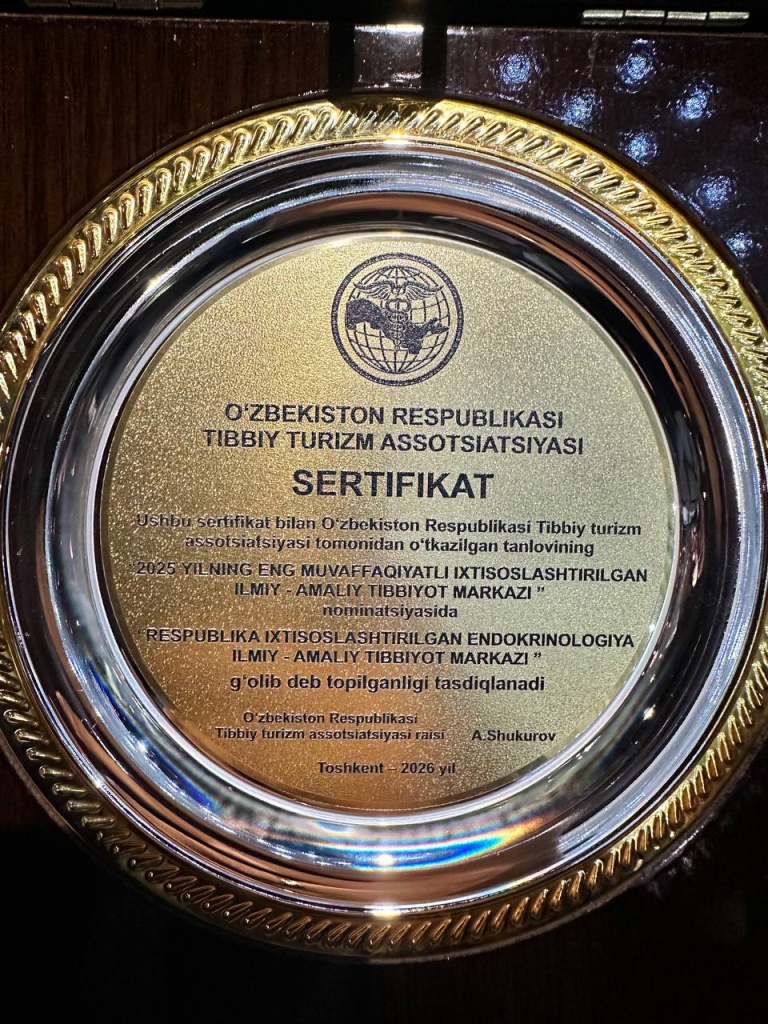 O‘ZBEKISTON RESPUBLIKASI
TIBBIY TURIZM ASSOTSIATSIYASI
SERTIFIKAT
Ushbu sertifikat bilan O‘zbekiston Respublikasi Tibbiy turizm
assotsiatsiyasi tomonidan o‘tkazilgan tanlovining
"2025 YILNING ENG MUVAFFAQIYATLI IXTISOSLASHTIRILGAN
ILMIY - AMALIY TIBBIYOT MARKAZI ”
nominatsiyasida
"RESPUBLIKA IXTISOSLASHTIRILGAN ENDOKRINOLOGIYA
ILMIY - AMALIY TIBBIYOT MARKAZI ”
g‘olib deb topilganligi tasdiqlanadi
O‘zbekiston Respublikasi
Tibbiy turizm assotsiatsiyasi raisi A.Shukurov
Toshkent – 2026 yil